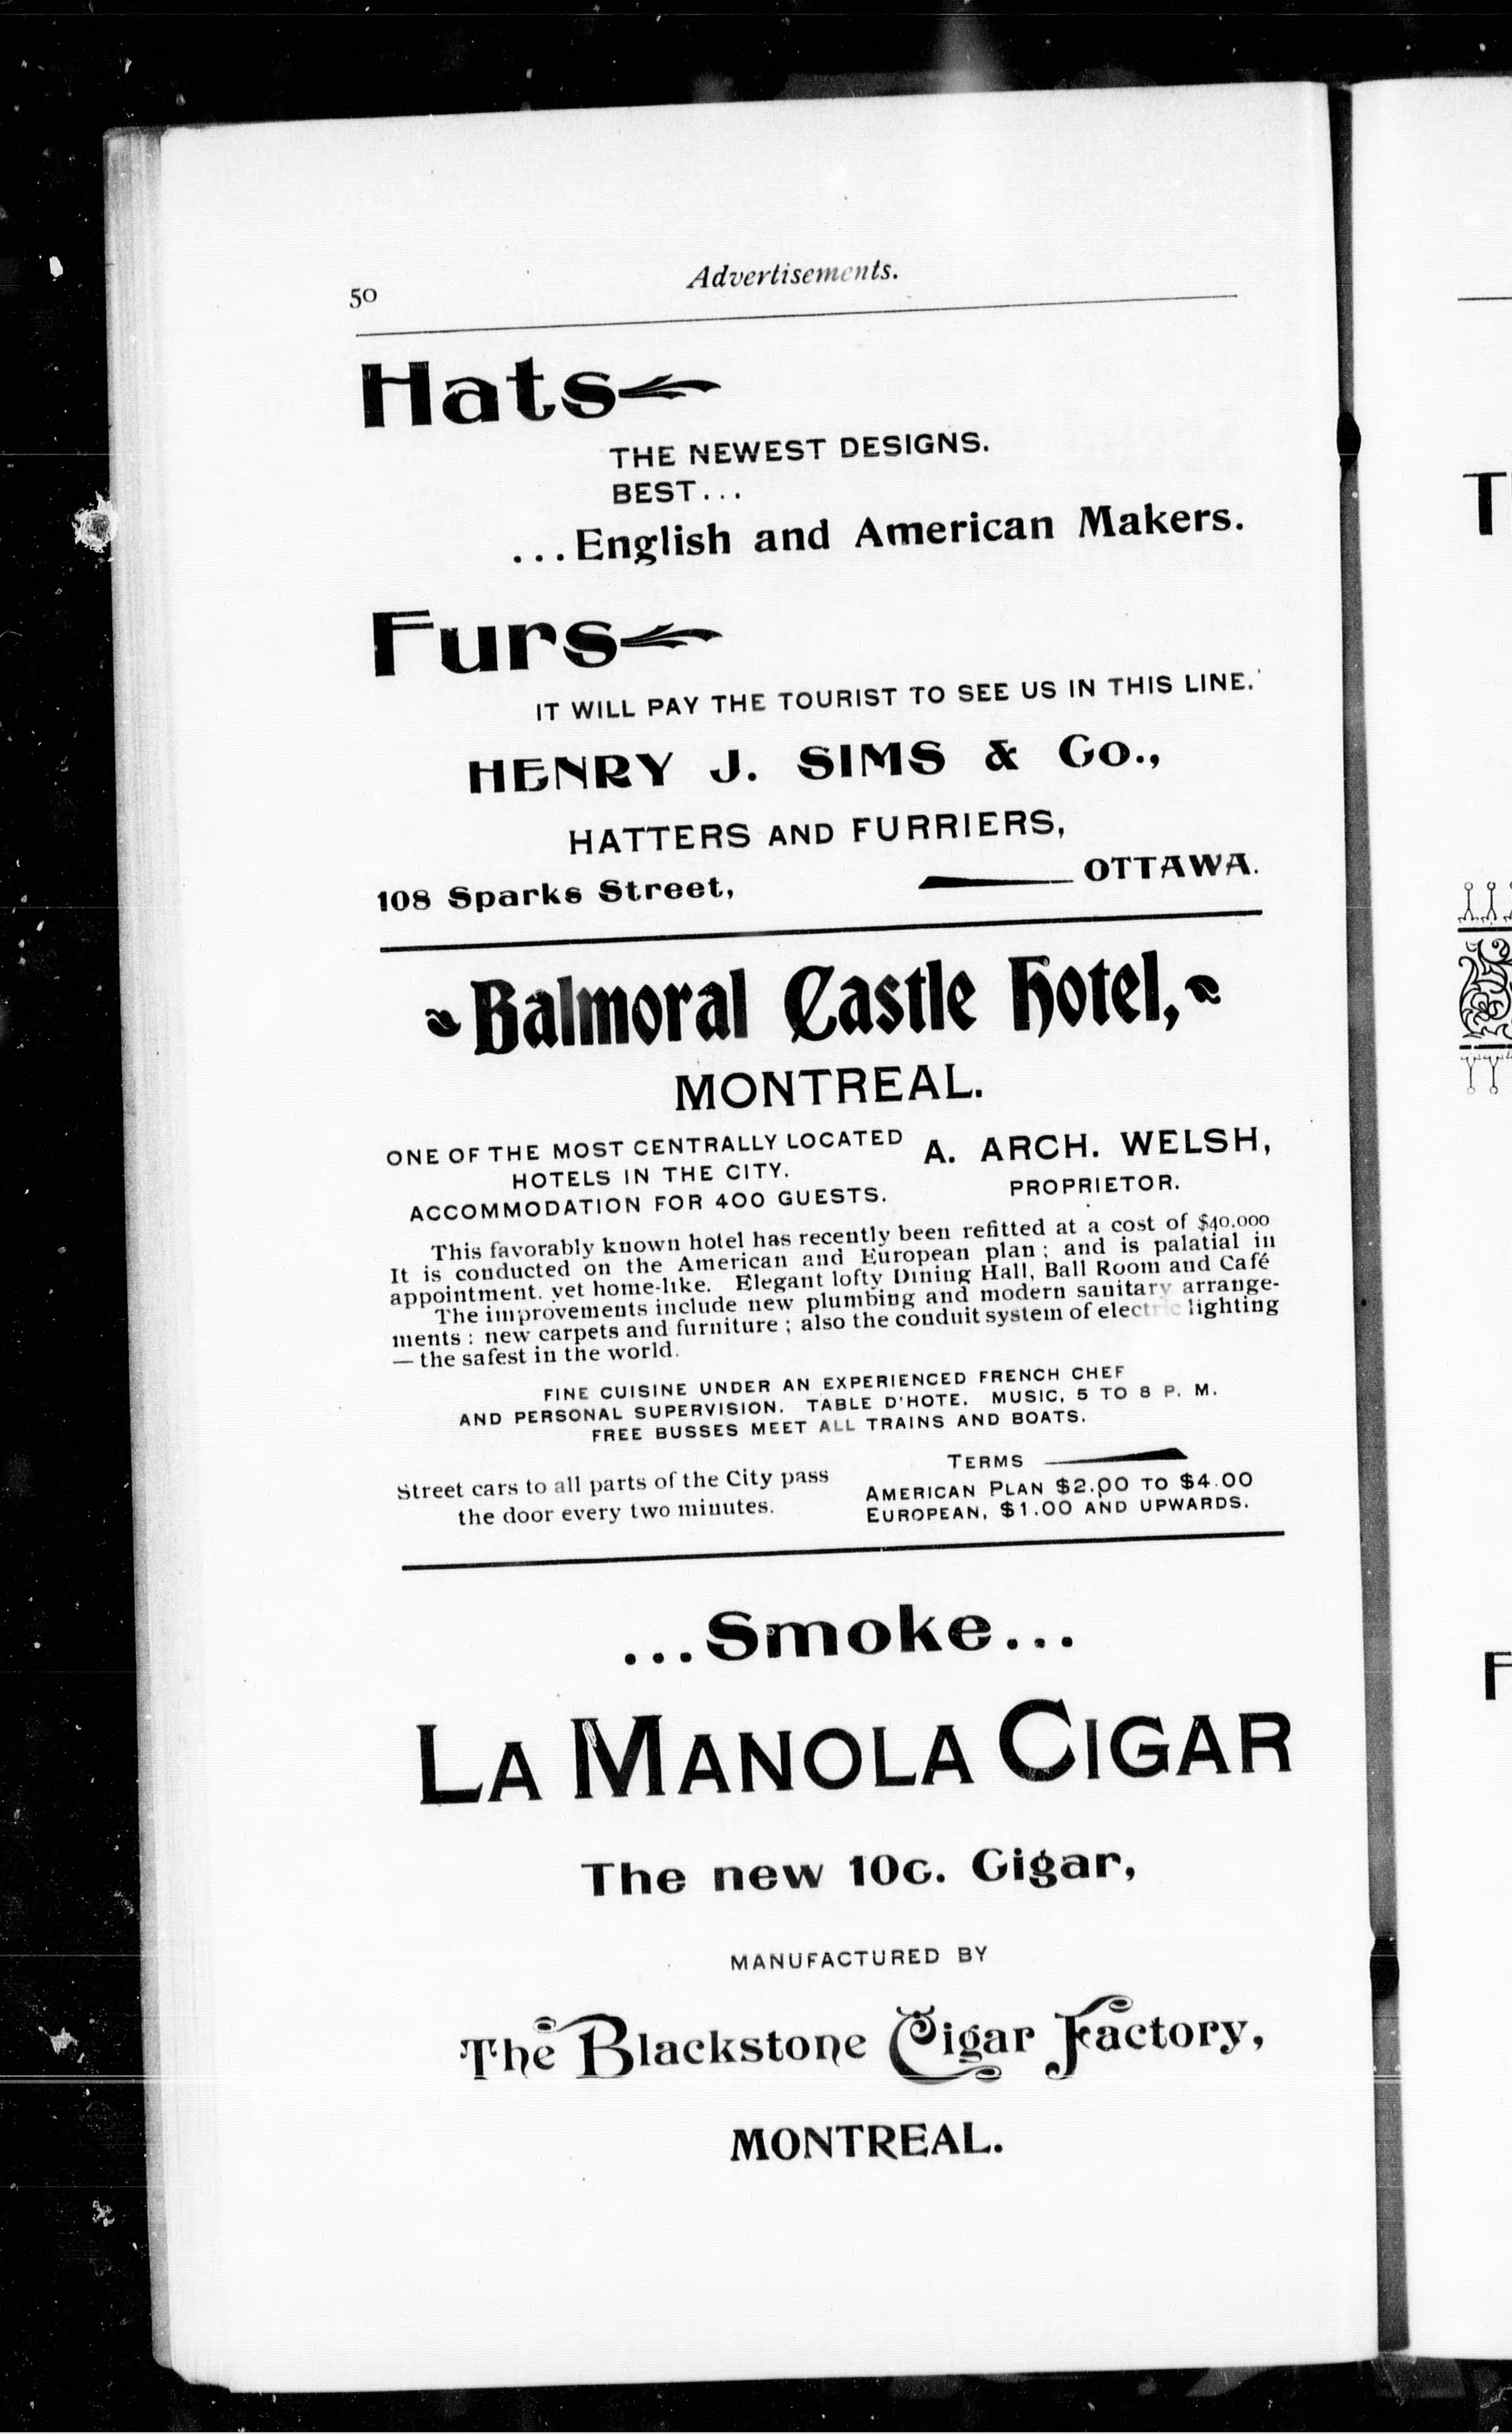 50
Advertisements.
Hats
THE NEWEST DESIGNS.
BEST...
...English and American Makers.
Furs
IT WILL PAY THE TOURIST TO SEE US IN THIS LINE.
HENRY J. SIMS & Co.,
HATTERS AND FURRIERS,
108 Sparks Street, OTTAWA.
Balmoral Castle Hotel,
MONTREAL.
ONE OF THE MOST CENTRALLY LOCATED
HOTELS IN THE CITY.
ACCOMMODATION FOR 400 GUESTS.
A. ARCH. WELSH,
PROPRIETOR.
This favorably known hotel has recently been refitted at a cost of $40.000
It is conducted on the American and European plan; and is palatial in
appointment. yet home-like. Elegant lofty Dining Hall, Ball Room and Café
The improvements include new plumbing and modern sanitary arrange-
ments: new carpets and furniture; also the conduit system of electric lighting
— the safest in the world.
FINE CUISINE UNDER AN EXPERIENCED FRENCH CHEF
AND PERSONAL SUPERVISION. TABLE D'HOTE. MUSIC, 5 TO 8 P. M.
FREE BUSSES MEET ALL TRAINS AND BOATS.
Street cars to all parts of the City pass
the door every two minutes.
TERMS
AMERICAN PLAN $2.00 TO $4.00
EUROPEAN, $1.00 AND UPWARDS.
...Smoke...
LA MANOLA CIGAR
The new 10c. Cigar,
MANUFACTURED BY
The Blackstone Cigar Factory,
MONTREAL.